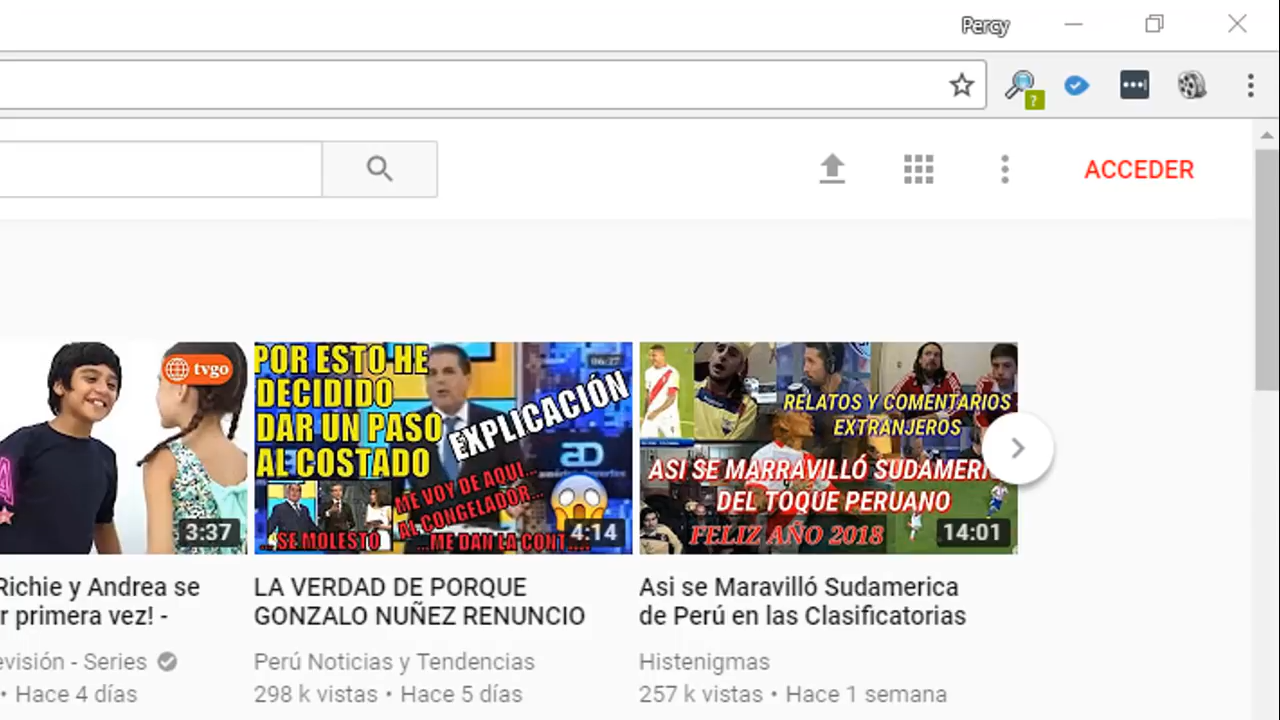 Percy
?
ACCEDER
tvgo
3:37
POR ESTO HE
DECIDIDO
DAR UN PASO
AL COSTADO
EXPLICACIÓN
06:27
AD
ME VOY DE AQUI...
AL CONGELADOR...
...SE MOLESTÓ
...ME DAN LA
4:14
RELATOS Y COMENTARIOS
EXTRANJEROS
ASI SE MARRAVILLÓ
DEL TOQUE PERUANO
FELIZ AÑO 2018
14:01
Richie y Andrea se
r primera vez! -
evisión - Series
• Hace 4 días
LA VERDAD DE PORQUE
GONZALO NUÑEZ RENUNCIO
Perú Noticias y Tendencias
298 k vistas • Hace 5 días
Asi se Maravilló Sudamerica
de Perú en las Clasificatorias
Histenigmas
257 k vistas • Hace 1 semana